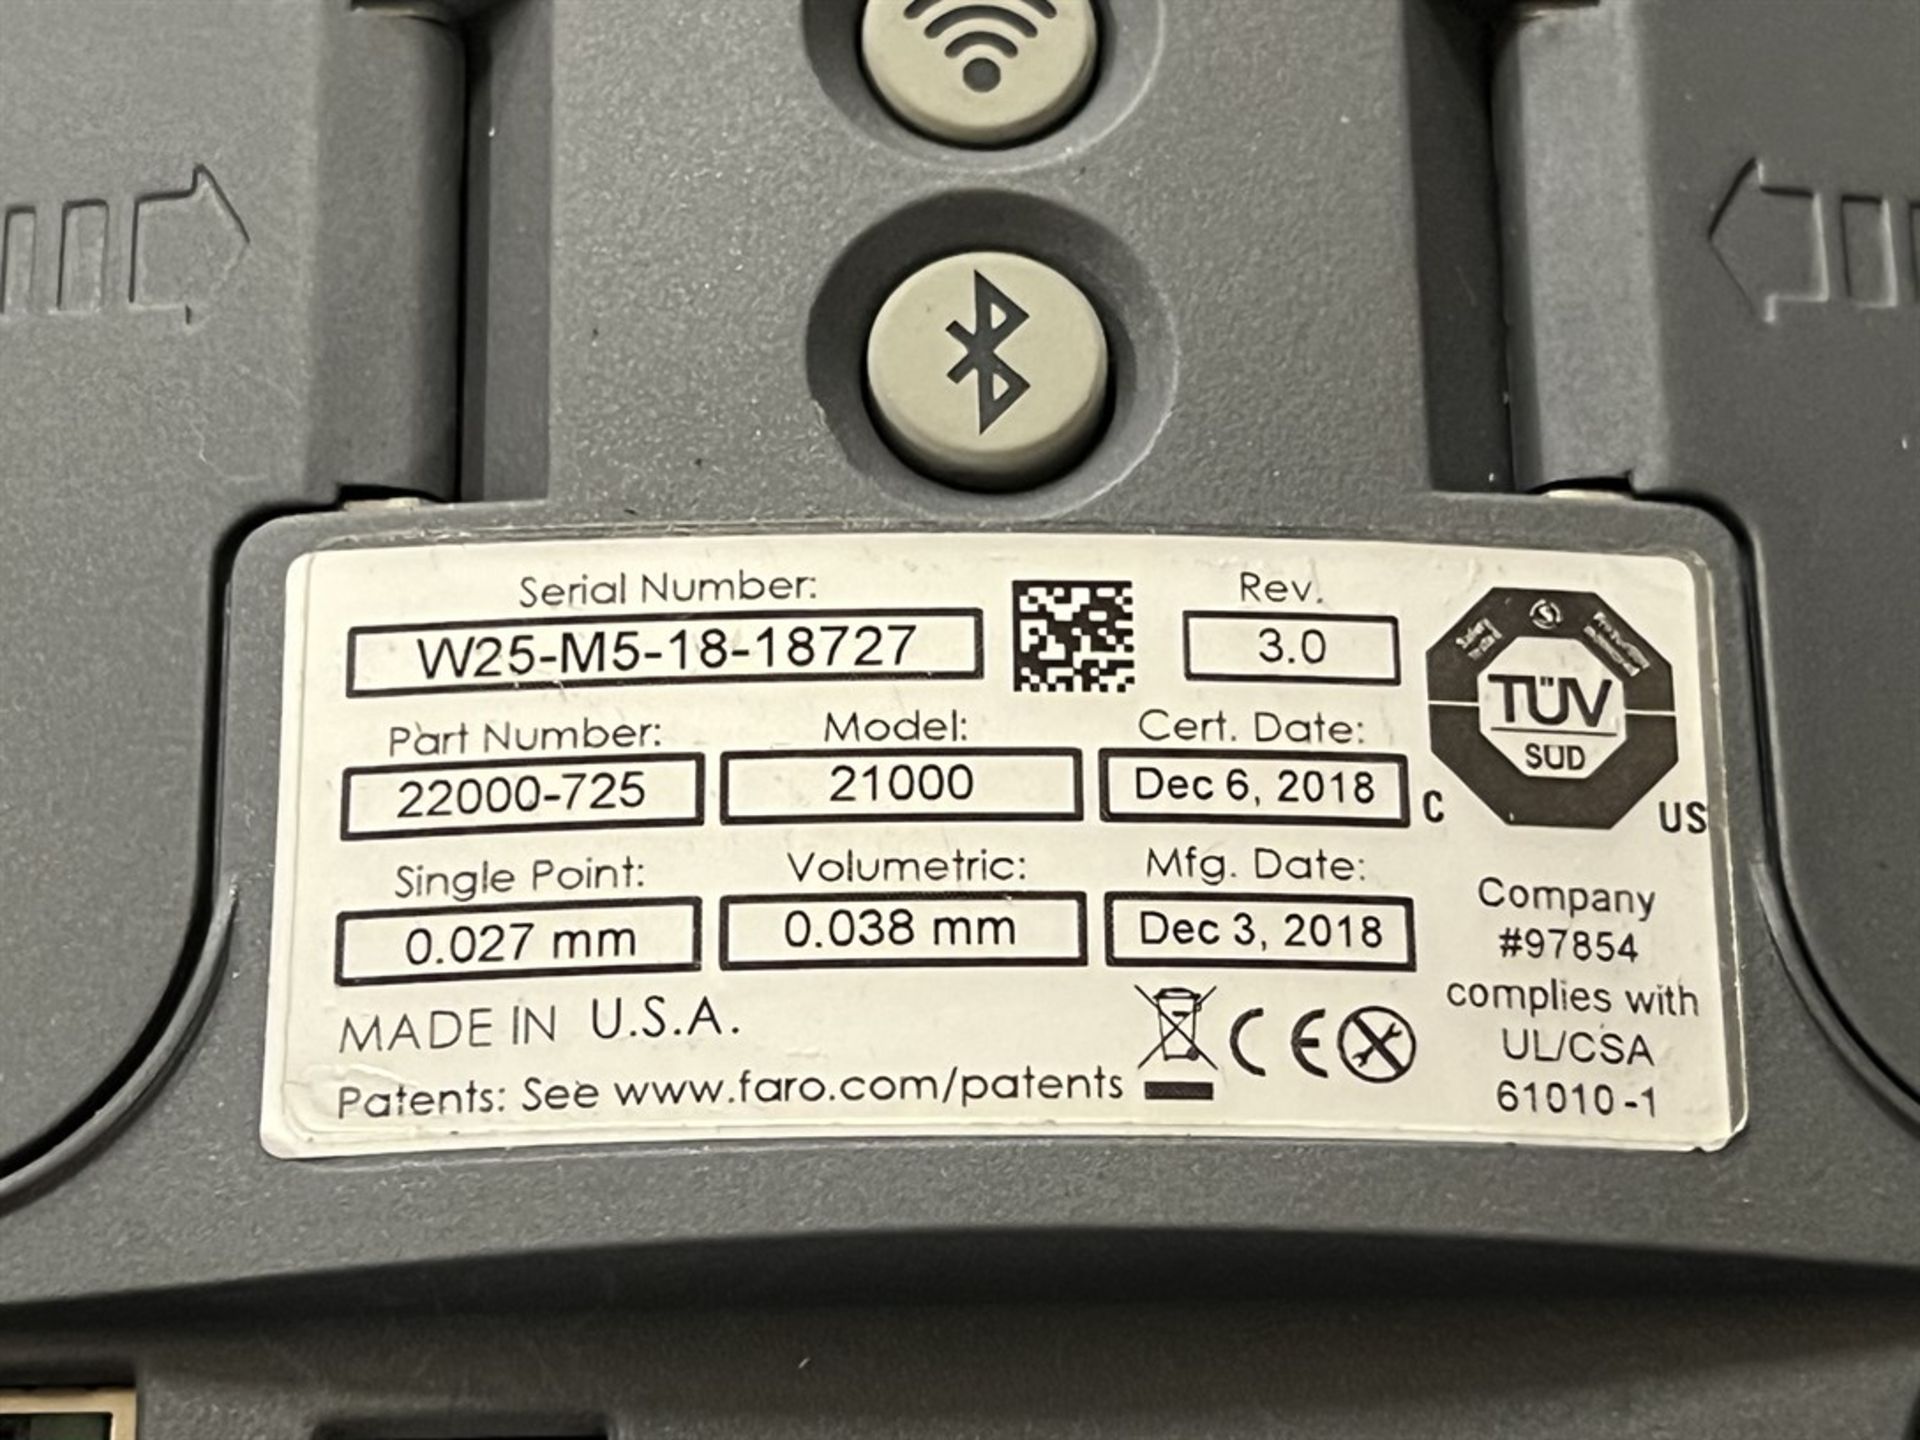 Serial Number:
W25-M5-18-18727
Rev.
3.0
Part Number:
22000-725
Model:
21000
Cert. Date:
Dec 6, 2018
Single Point:
0.027 mm
Volumetric:
0.038 mm
Mfg. Date:
Dec 3, 2018
MADE IN U.S.A.
Patents: See www.faro.com/patents
CE
Safety
Tested
TÜV
SÜD
C
US
Company
#97854
complies with
UL/CSA
61010-1